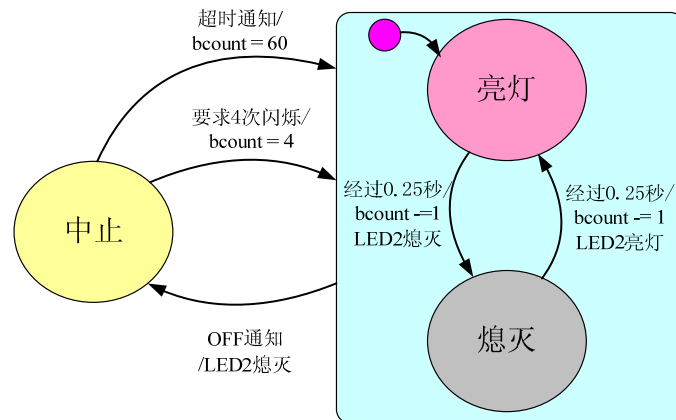 超时通知/
bcount = 60
要求4次闪烁/
bcount = 4
中止
OFF通知
/LED2熄灭
亮灯
经过0.25秒/
bcount -=1
LED2熄灭
经过0.25秒/
bcount -= 1
LED2亮灯
熄灭